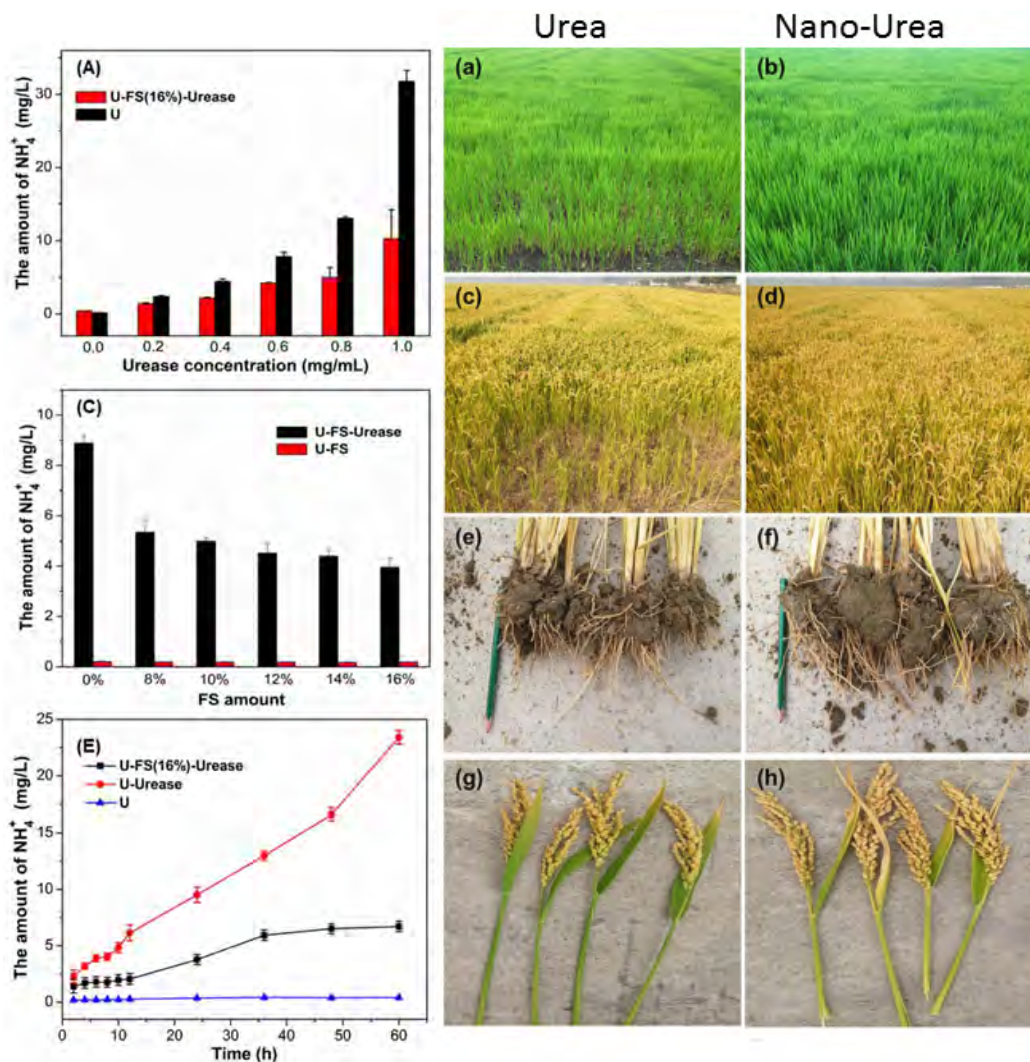 Urea
Nano-Urea
(A)
U-FS(16%)-Urease
U
The amount of NH₄⁺ (mg/L)
30
20
10
0
0.0 0.2 0.4 0.6 0.8 1.0
Urease concentration (mg/mL)
(C)
U-FS-Urease
U-FS
The amount of NH₄⁺ (mg/L)
10
8
6
4
2
0
0% 8% 10% 12% 14% 16%
FS amount
(E)
U-FS(16%)-Urease
U-Urease
U
The amount of NH₄⁺ (mg/L)
25
20
15
10
5
0
0 10 20 30 40 50 60
Time (h)
(a)
(b)
(c)
(d)
(e)
(f)
(g)
(h)